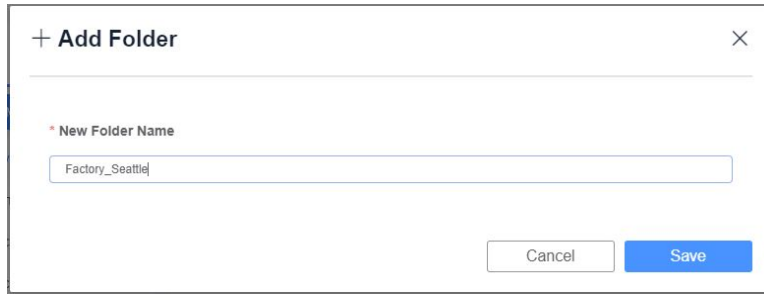 + Add Folder
* New Folder Name
Factory_Seattle
Cancel
Save